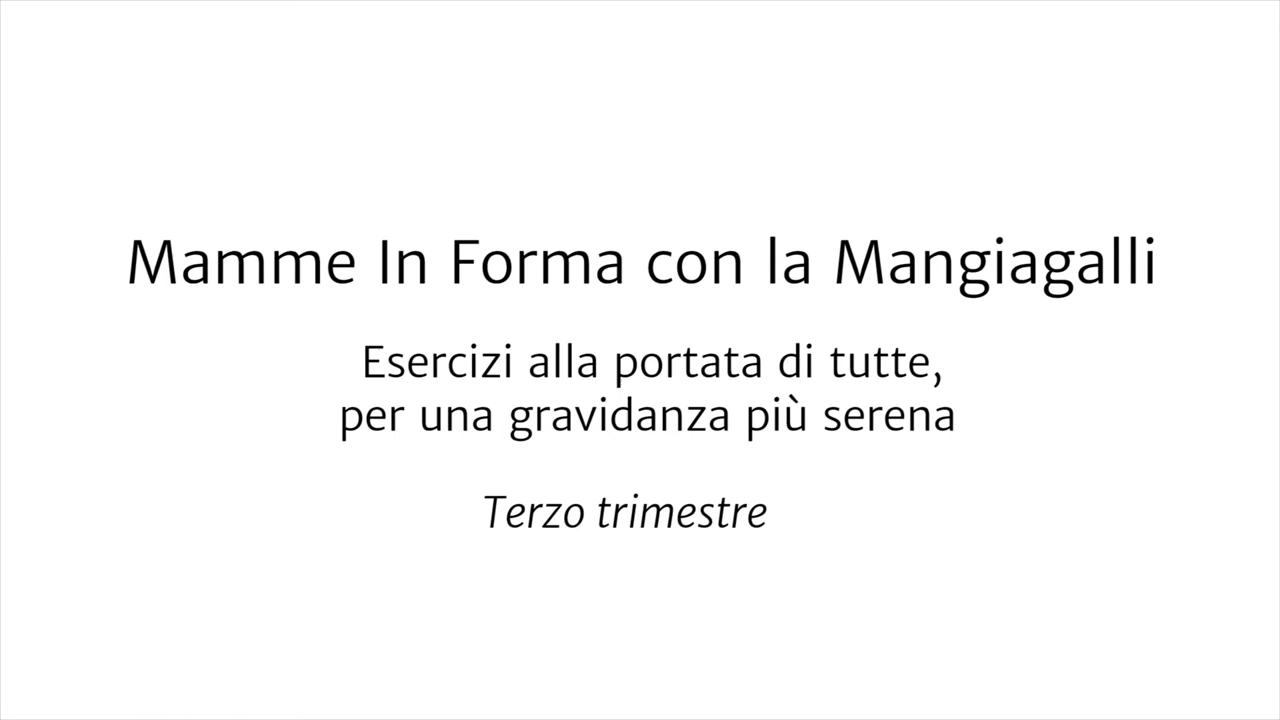 Mamme In Forma con la Mangiagalli
Esercizi alla portata di tutte,
per una gravidanza più serena
Terzo trimestre